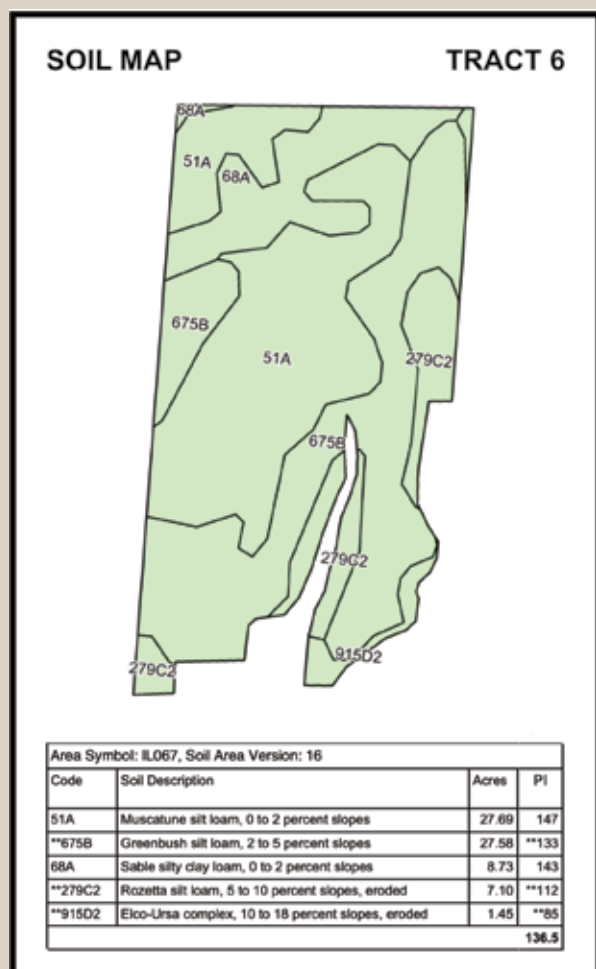 SOIL MAP TRACT 6
68A
51A
68A
675B
51A
279C2
675B
279C2
915D2
279C2
Area Symbol: IL067, Soil Area Version: 16
Code Soil Description Acres PI
51A Muscatune silt loam, 0 to 2 percent slopes 27.69 147
**675B Greenbush silt loam, 2 to 5 percent slopes 27.58 **133
68A Sable silty clay loam, 0 to 2 percent slopes 8.73 143
**279C2 Rozetta silt loam, 5 to 10 percent slopes, eroded 7.10 **112
**915D2 Elco-Ursa complex, 10 to 18 percent slopes, eroded 1.45 **85
136.5